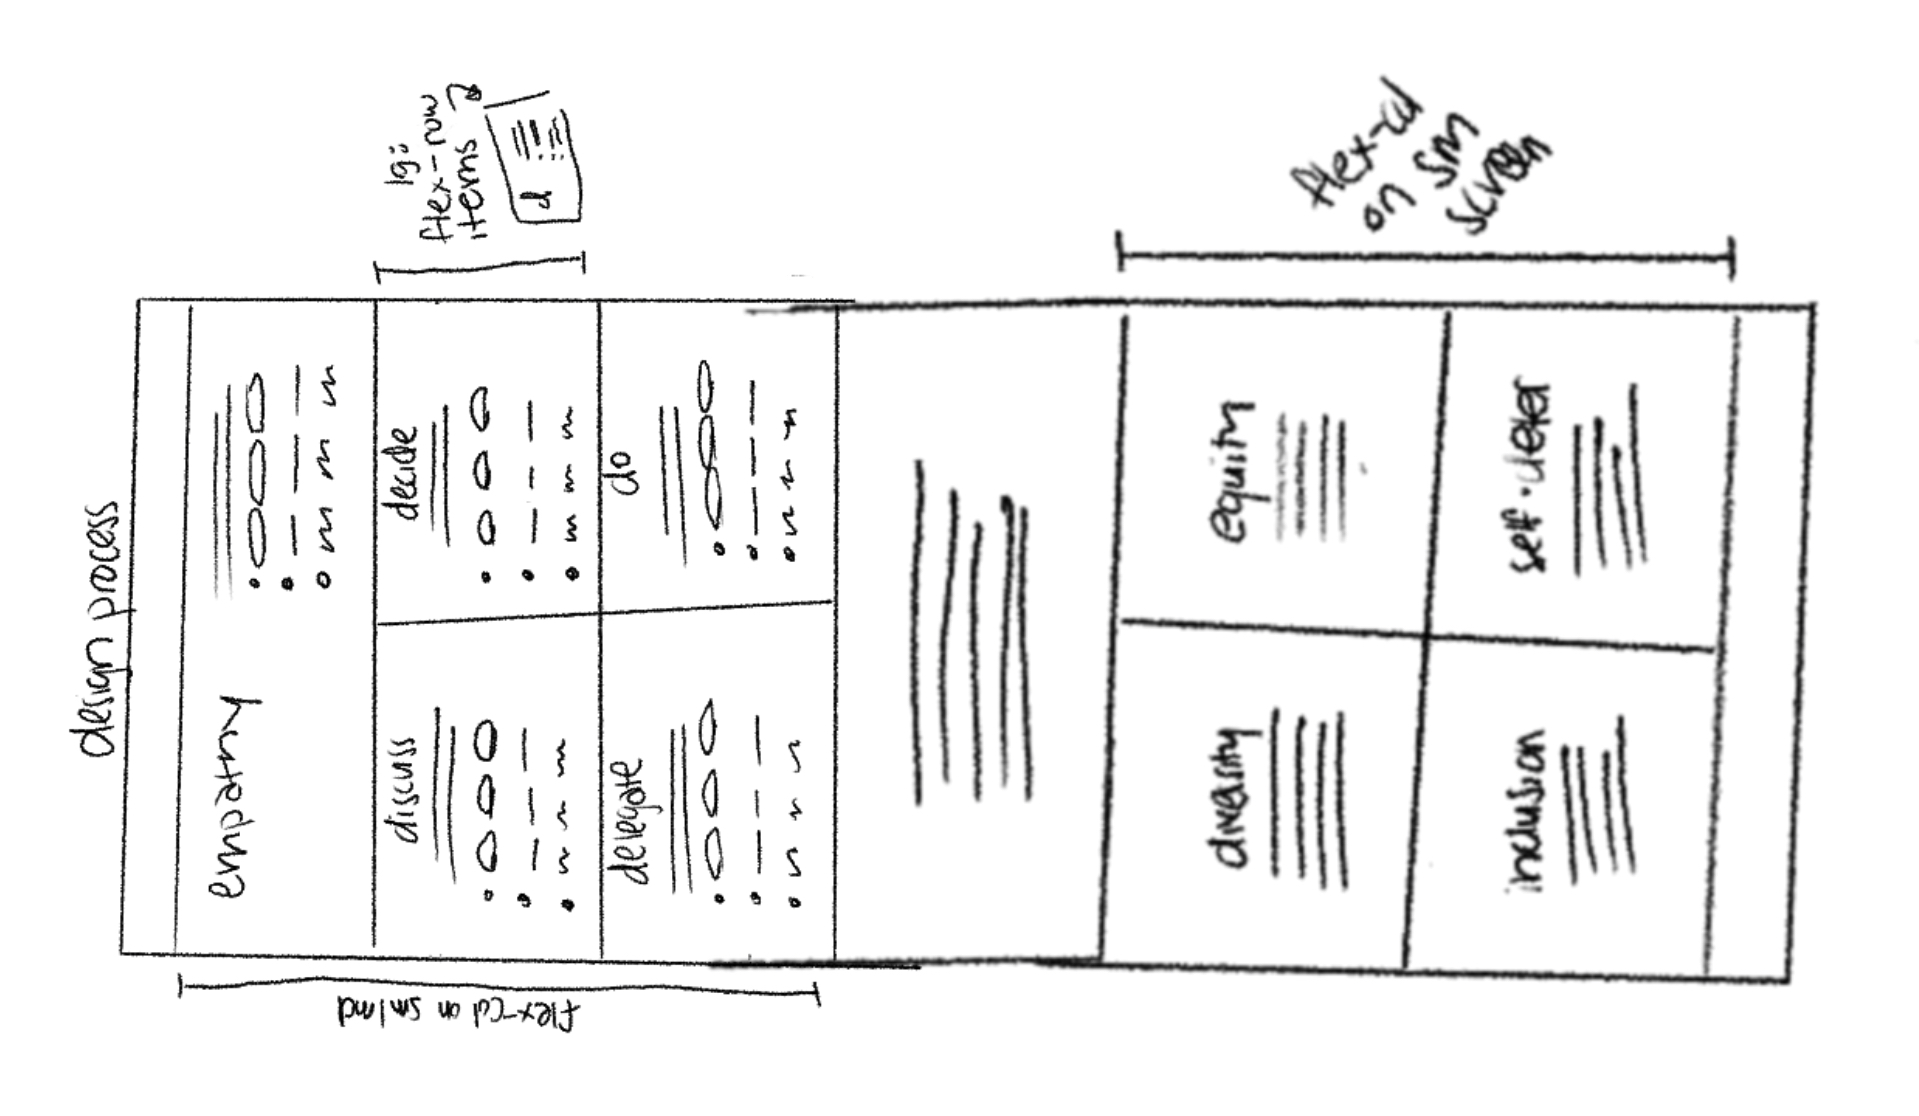 design process
empathy
flex-col on sm/md
discuss
decide
lg:
flex-row
items
d
delegate
do
diversity
equity
flex-col
on sm
screen
inclusion
self-deter